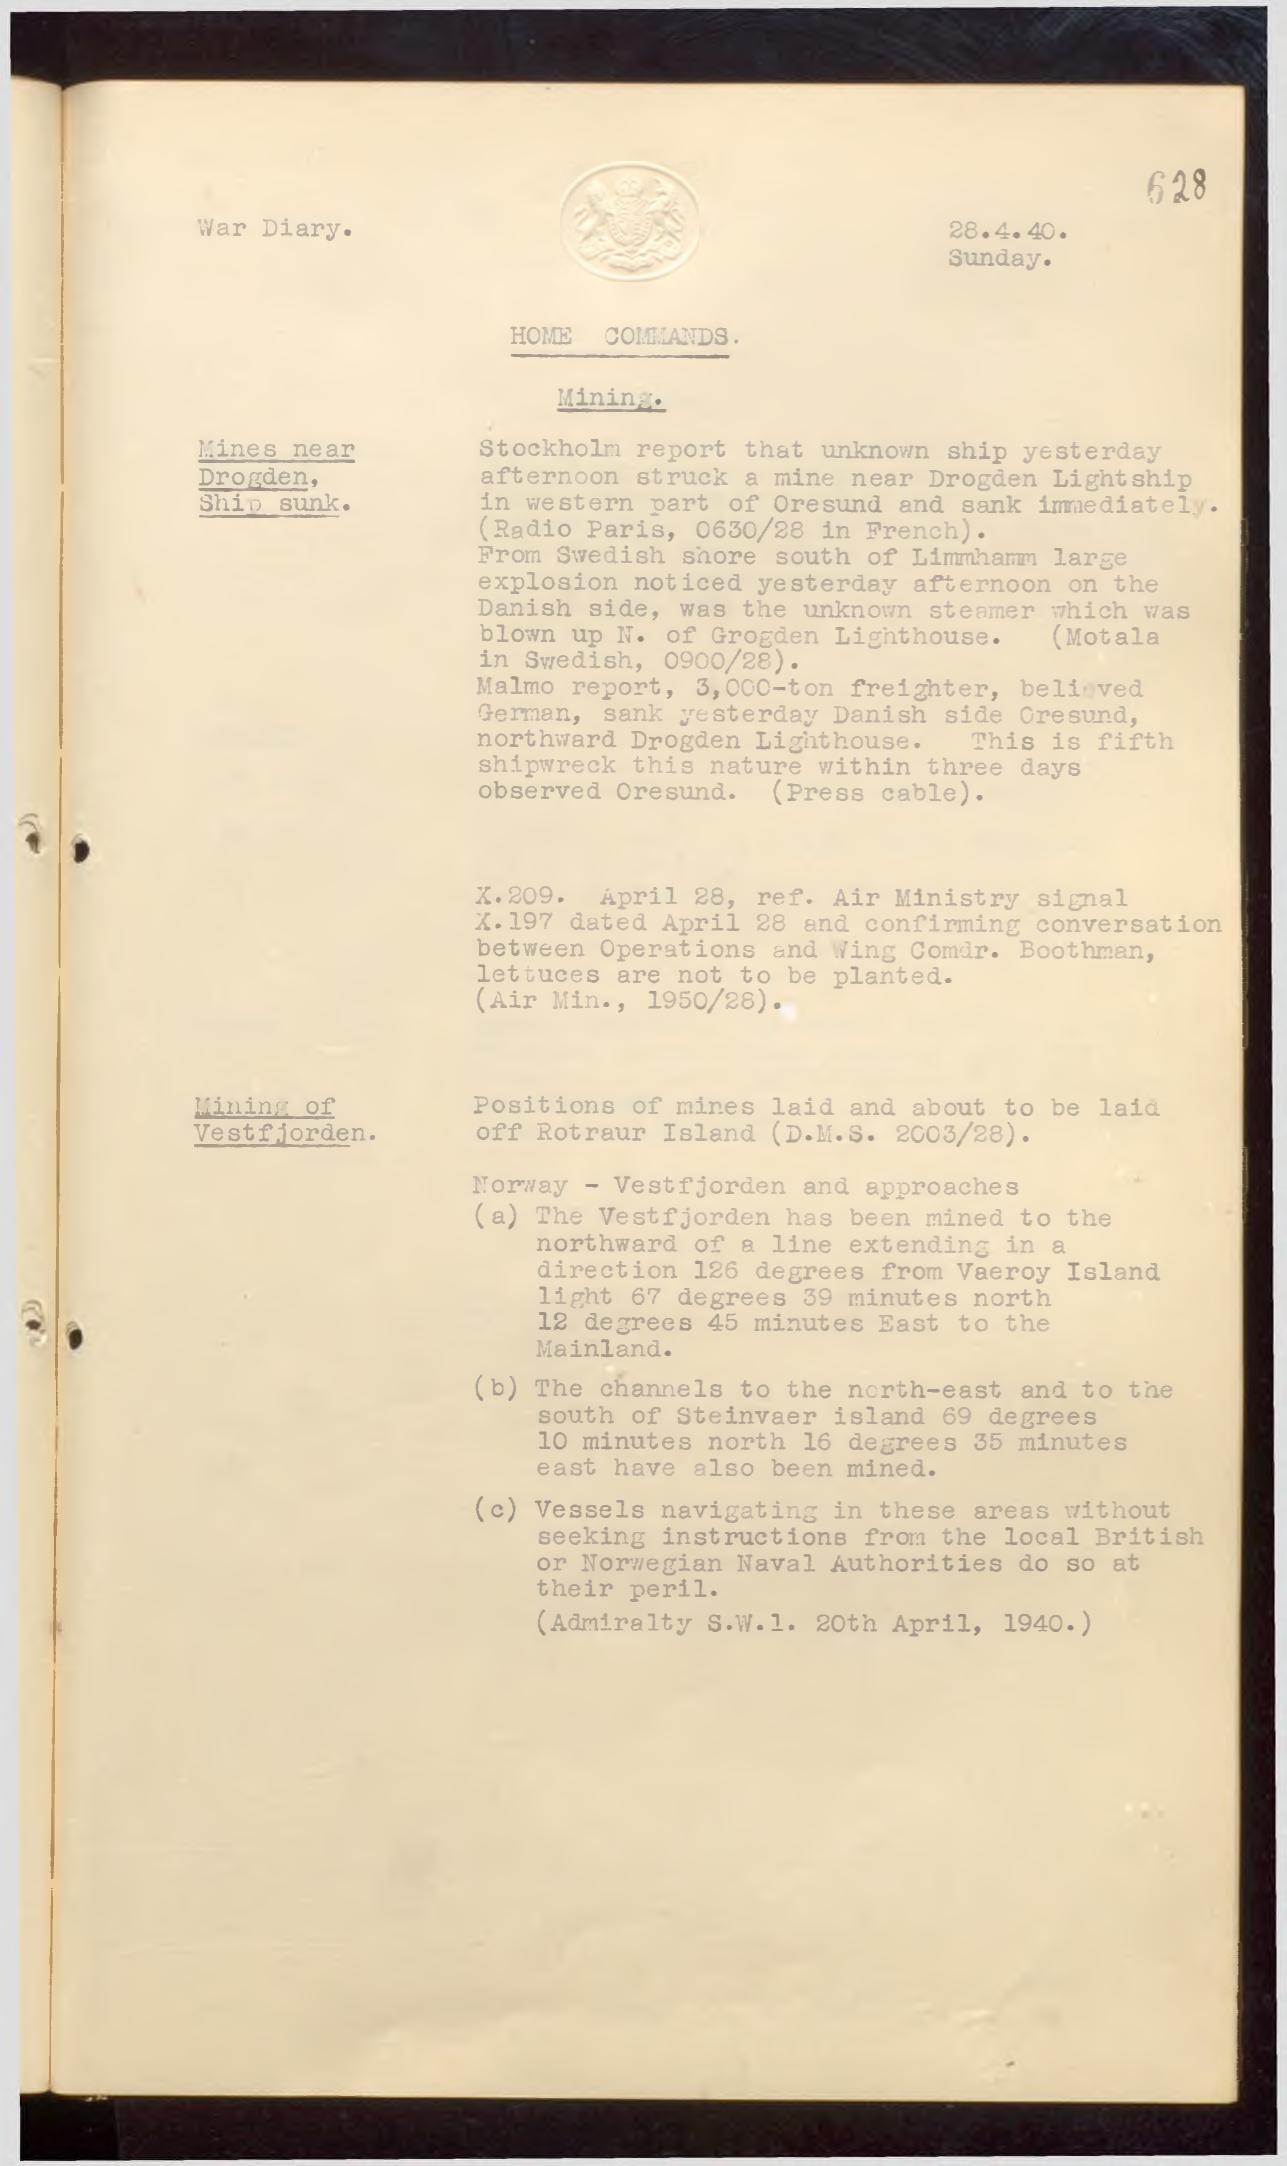 628
War Diary.
28.4.40.
Sunday.
HOME COMMANDS.
Mining.
Mines near
Drogden,
Ship sunk.
Stockholm report that unknown ship yesterday
afternoon struck a mine near Drogden Lightship
in western part of Oresund and sank immediately.
(Radio Paris, 0630/28 in French).
From Swedish shore south of Limmhamm large
explosion noticed yesterday afternoon on the
Danish side, was the unknown steamer which was
blown up N. of Grogden Lighthouse. (Motala
in Swedish, 0900/28).
Malmo report, 3,000-ton freighter, believed
German, sank yesterday Danish side Oresund,
northward Drogden Lighthouse. This is fifth
shipwreck this nature within three days
observed Oresund. (Press cable).
X.209. April 28, ref. Air Ministry signal
X.197 dated April 28 and confirming conversation
between Operations and Wing Comdr. Boothman,
lettuces are not to be planted.
(Air Min., 1950/28).
Mining of
Vestfjorden.
Positions of mines laid and about to be laid
off Rotraur Island (D.M.S. 2003/28).
Norway - Vestfjorden and approaches
(a) The Vestfjorden has been mined to the
northward of a line extending in a
direction 126 degrees from Vaeroy Island
light 67 degrees 39 minutes north
12 degrees 45 minutes East to the
Mainland.
(b) The channels to the north-east and to the
south of Steinvaer island 69 degrees
10 minutes north 16 degrees 35 minutes
east have also been mined.
(c) Vessels navigating in these areas without
seeking instructions from the local British
or Norwegian Naval Authorities do so at
their peril.
(Admiralty S.W.1. 20th April, 1940.)